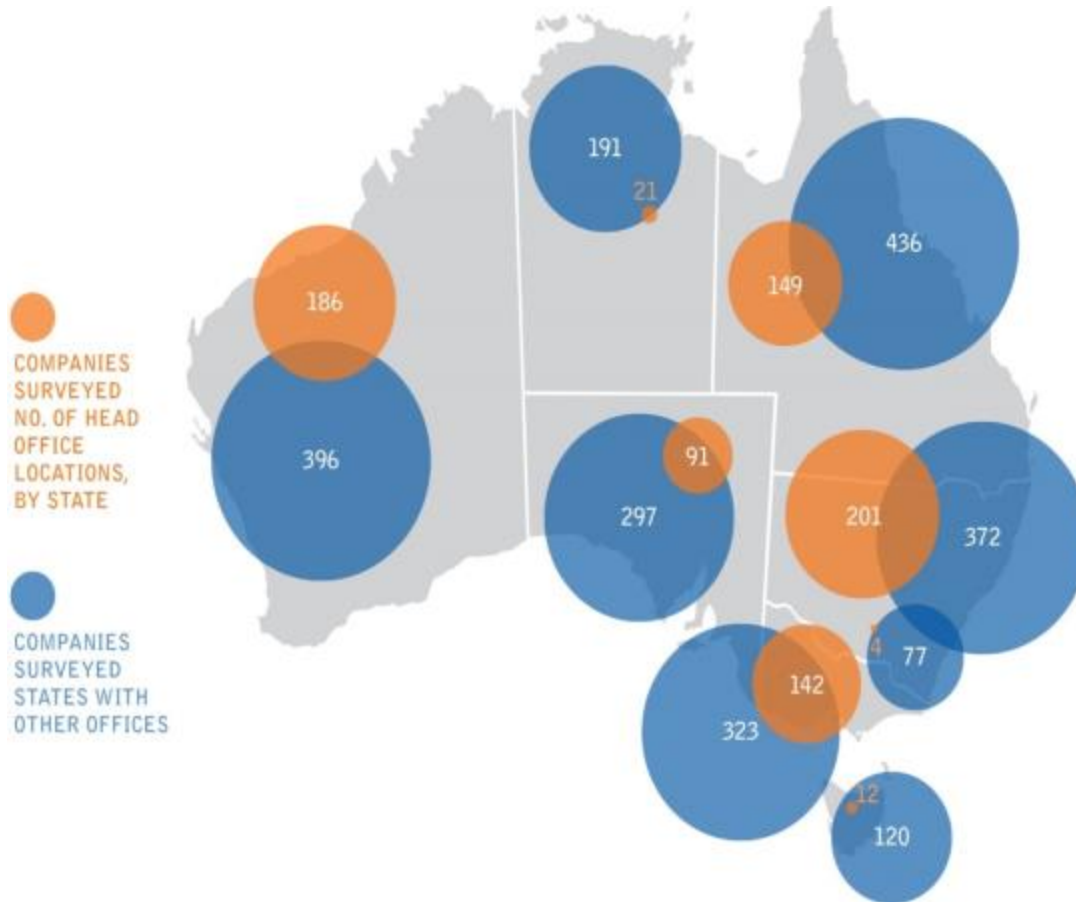 COMPANIES
SURVEYED
NO. OF HEAD
OFFICE
LOCATIONS,
BY STATE
COMPANIES
SURVEYED
STATES WITH
OTHER OFFICES
191
21
436
149
186
396
91
297
201
372
4
77
142
323
12
120